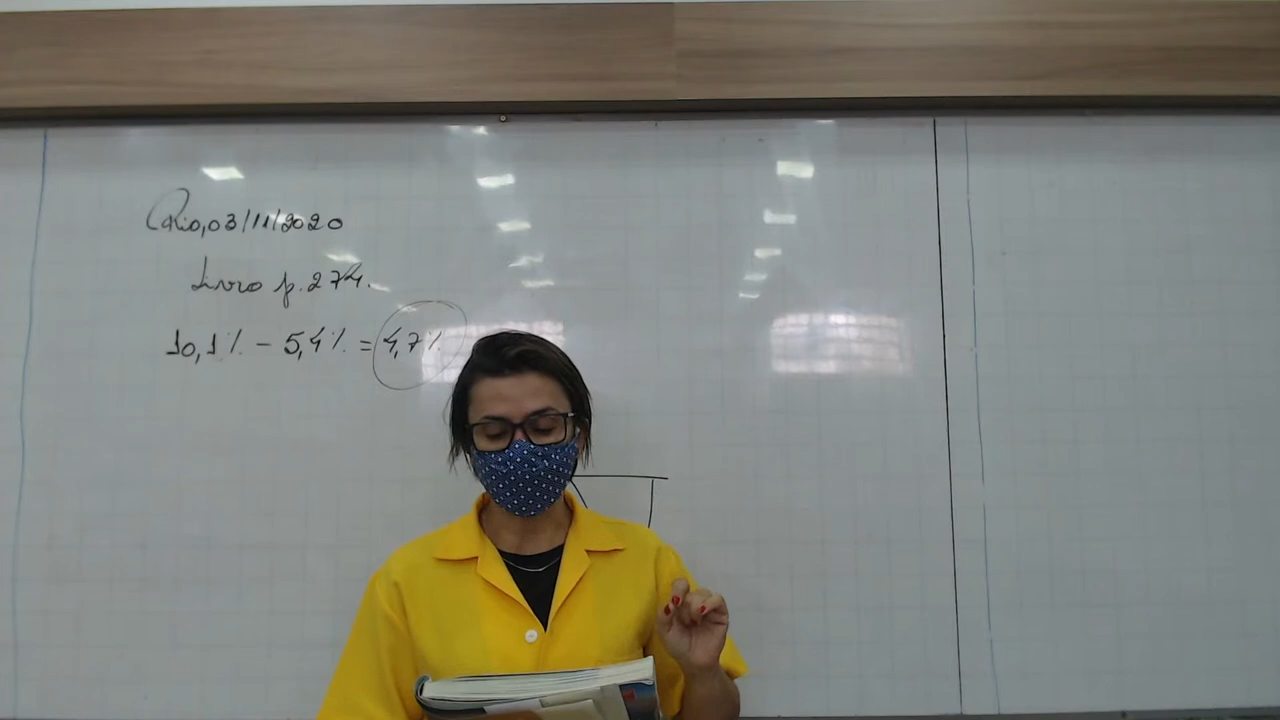 Rio, 03/11/2020
Livro p. 274.
10,1% - 5,4% = 4,7%